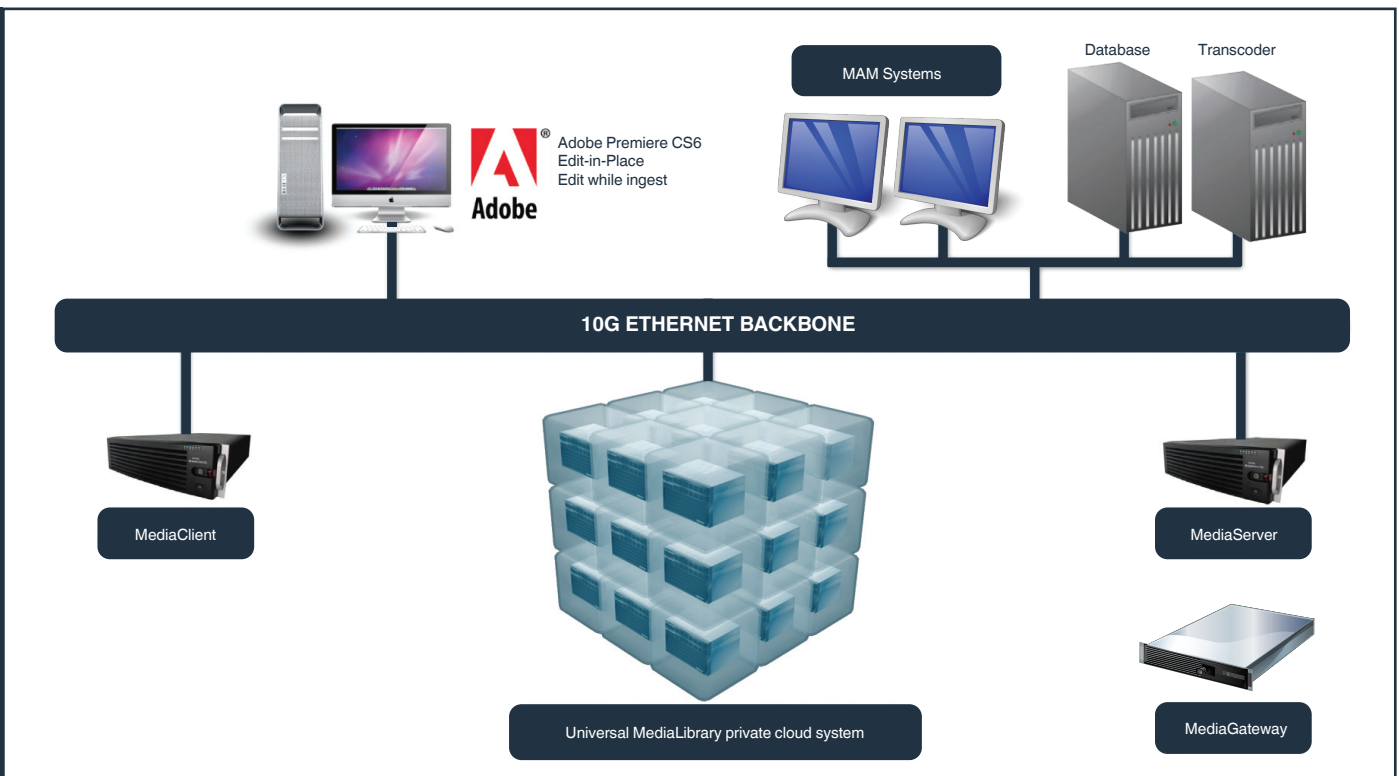 Database
Transcoder
MAM Systems
Adobe Premiere CS6
Edit-in-Place
Edit while ingest
®
Adobe
10G ETHERNET BACKBONE
MediaClient
MediaServer
Universal MediaLibrary private cloud system
MediaGateway